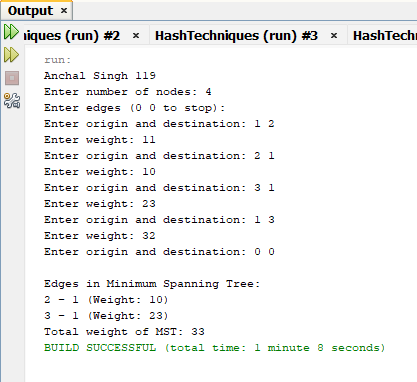 Output ×
iques (run) #2 × HashTechniques (run) #3 × HashTechn
run:
Anchal Singh 119
Enter number of nodes: 4
Enter edges (0 0 to stop):
Enter origin and destination: 1 2
Enter weight: 11
Enter origin and destination: 2 1
Enter weight: 10
Enter origin and destination: 3 1
Enter weight: 23
Enter origin and destination: 1 3
Enter weight: 32
Enter origin and destination: 0 0
Edges in Minimum Spanning Tree:
2 - 1 (Weight: 10)
3 - 1 (Weight: 23)
Total weight of MST: 33
BUILD SUCCESSFUL (total time: 1 minute 8 seconds)